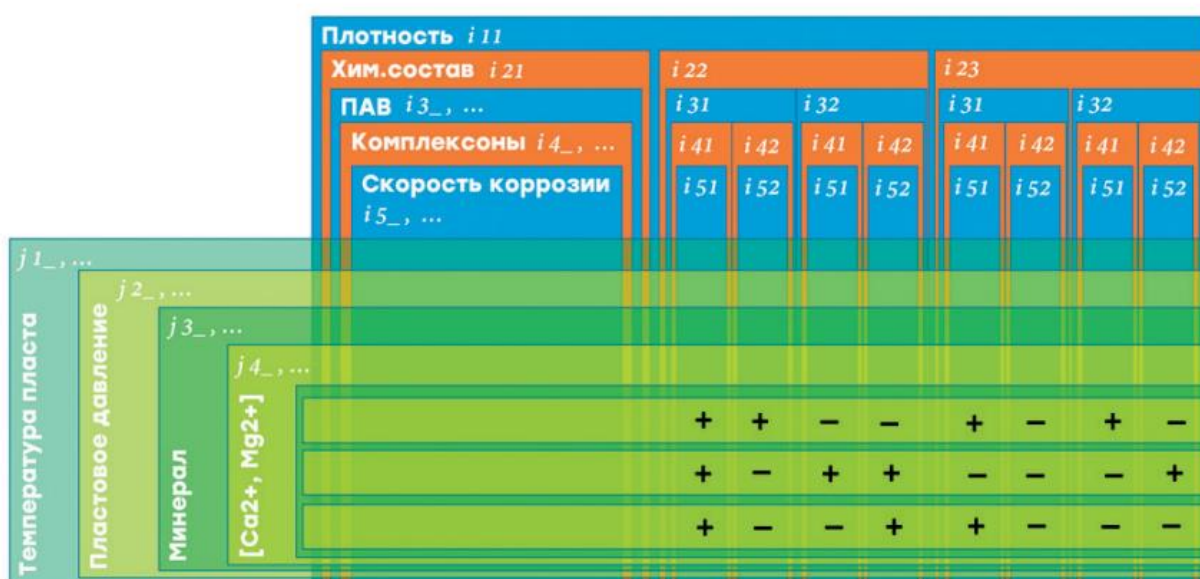 Плотность i 11
Хим.состав i 21 i 22 i 23
ПАВ i 3_, ... i 31 i 32 i 31 i 32
Комплексоны i 4_, ... i 41 i 42 i 41 i 42 i 41 i 42 i 41 i 42
Скорость коррозии i 51 i 52 i 51 i 52 i 51 i 52 i 51 i 52
i 5_, ...
j 1_, ...
j 2_, ...
j 3_, ...
j 4_, ...
Температура пласта
Пластовое давление
Минерал
[Ca2+, Mg2+]
+ + − − + − + −
+ − + + − − − +
+ − − + + − − −